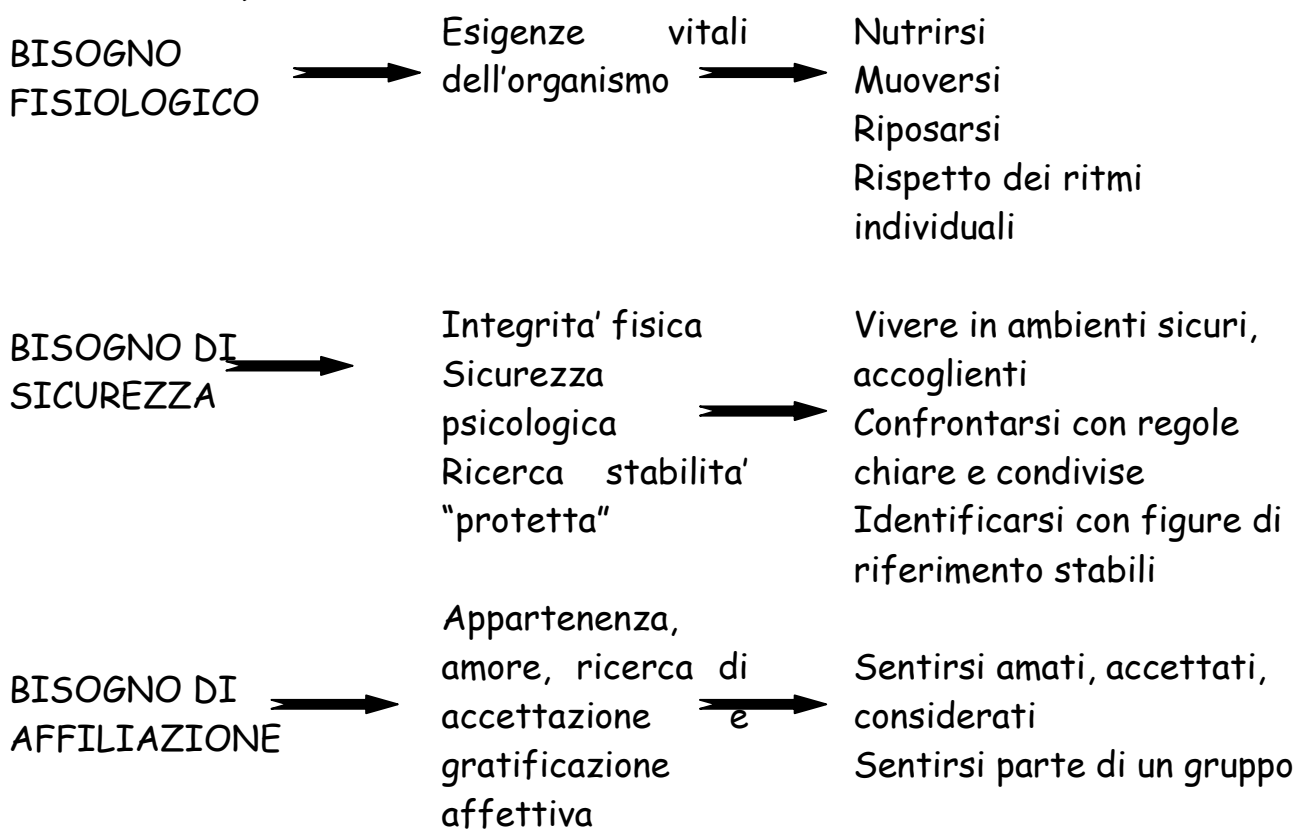 BISOGNO
FISIOLOGICO
Esigenze vitali
dell'organismo
Nutrirsi
Muoversi
Riposarsi
Rispetto dei ritmi
individuali
BISOGNO DI
SICUREZZA
Integrita' fisica
Sicurezza
psicologica
Ricerca stabilita'
“protetta”
Vivere in ambienti sicuri,
accoglienti
Confrontarsi con regole
chiare e condivise
Identificarsi con figure di
riferimento stabili
BISOGNO DI
AFFILIAZIONE
Appartenenza,
amore, ricerca di
accettazione e
gratificazione
affettiva
Sentirsi amati, accettati,
considerati
Sentirsi parte di un gruppo